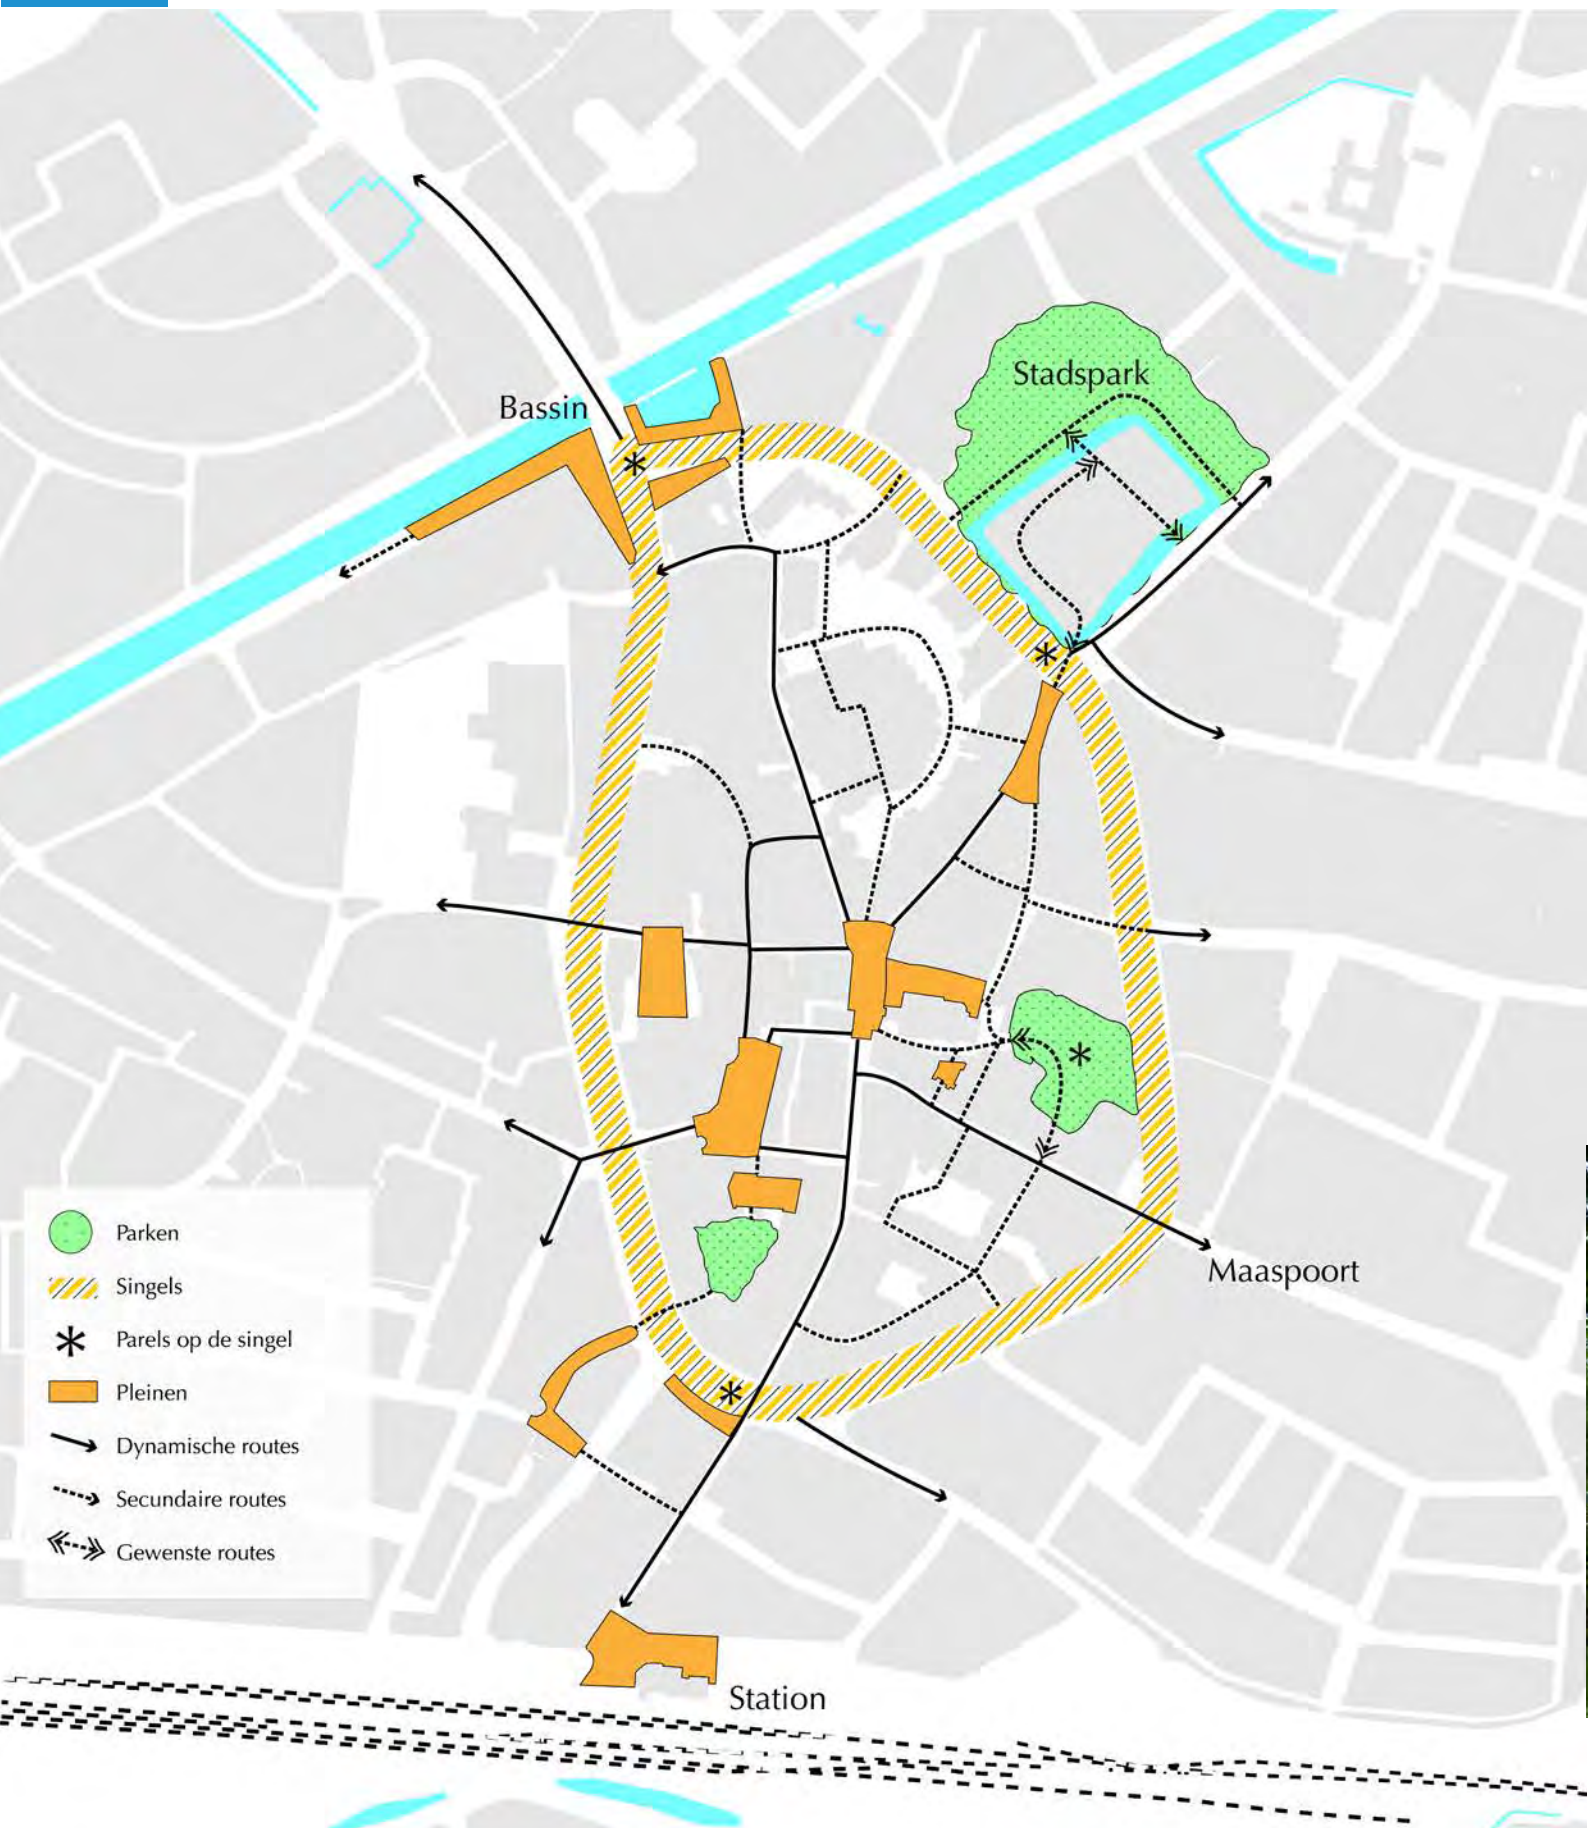 Stadspark
Bassin
Maaspoort
Station
Parken
Singels
Parels op de singel
Pleinen
Dynamische routes
Secundaire routes
Gewenste routes